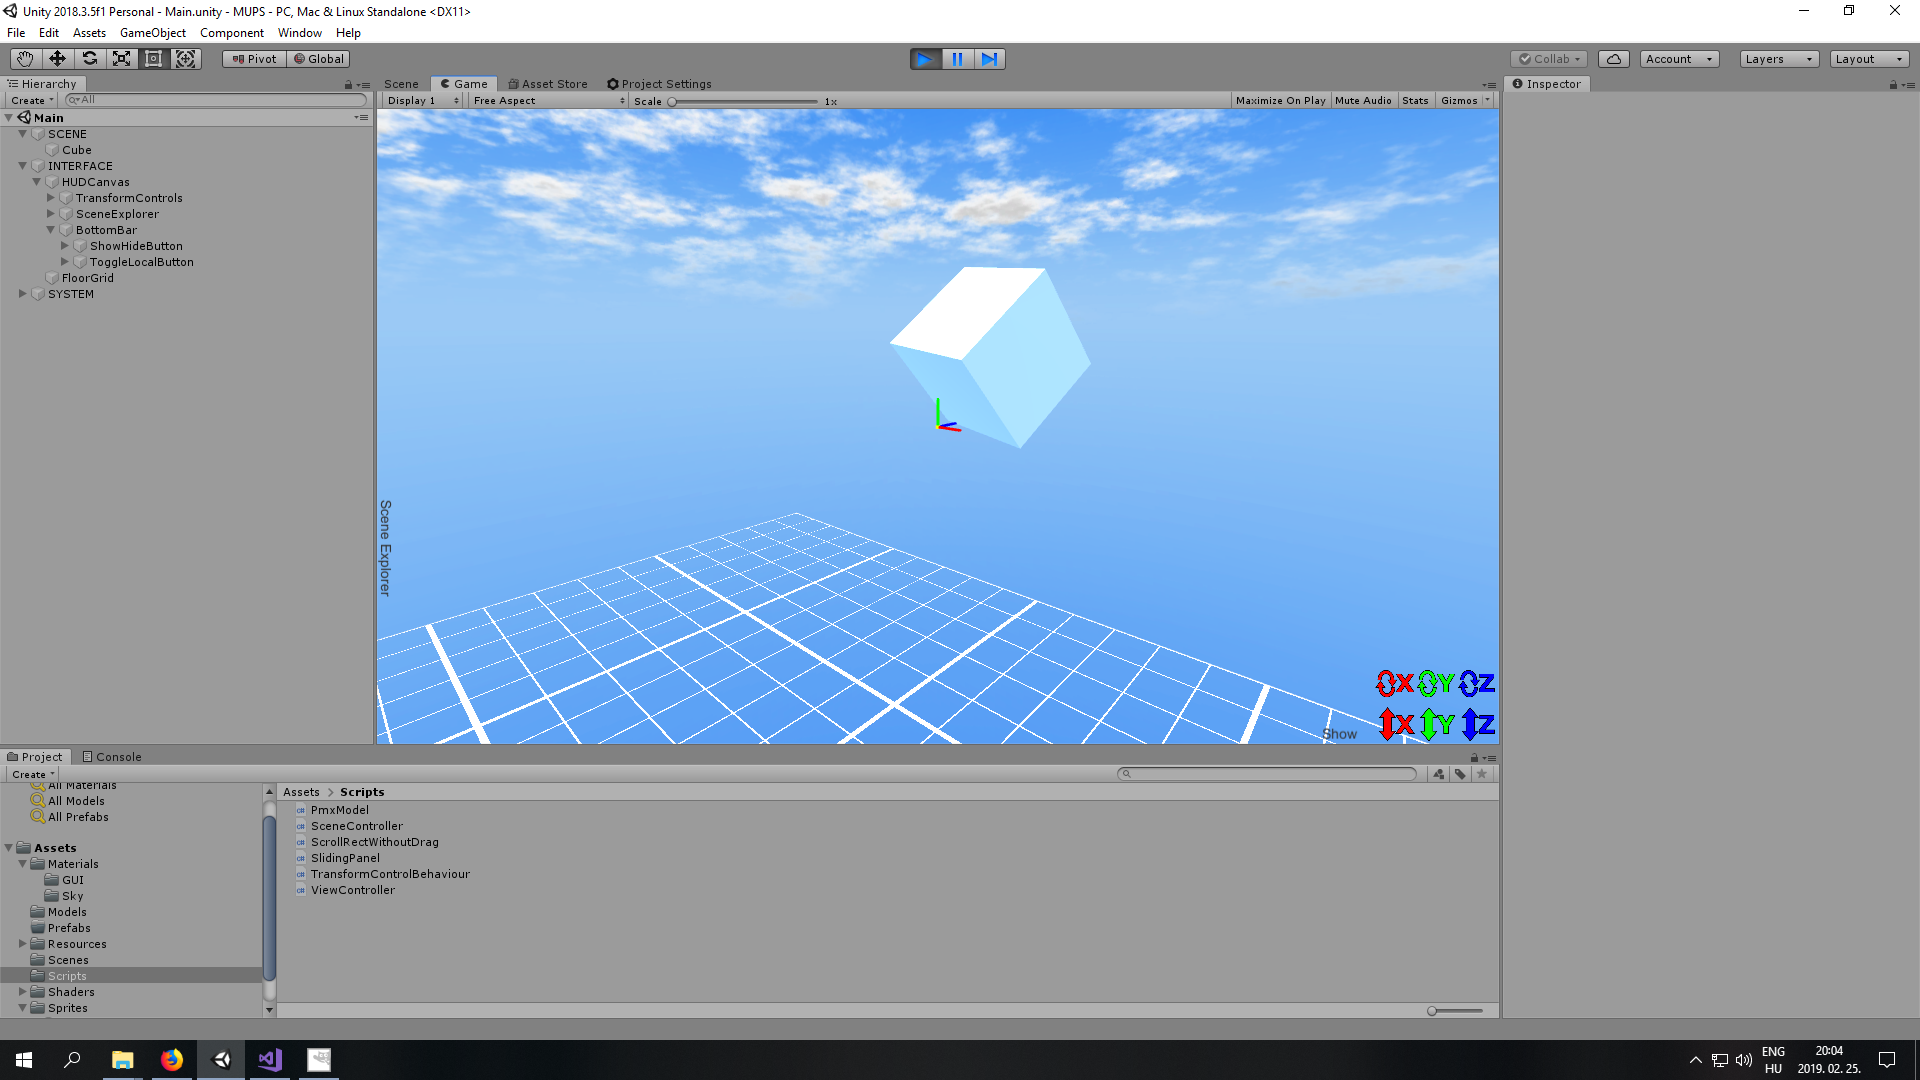 Unity 2018.3.5f1 Personal - Main.unity - MUPS - PC, Mac & Linux Standalone <DX11>
File Edit Assets GameObject Component Window Help
Pivot Global Collab Account Layers Layout
Hierarchy
Create All
Main
SCENE
Cube
INTERFACE
HUDCanvas
TransformControls
SceneExplorer
BottomBar
ShowHideButton
ToggleLocalButton
FloorGrid
SYSTEM
Scene Game Asset Store Project Settings
Display 1 Free Aspect Scale 1x Maximize On Play Mute Audio Stats Gizmos
Scene Explorer
X Y Z
Show X Y Z
Inspector
Project Console
Create
All Materials
All Models
All Prefabs
Assets
Materials
GUI
Sky
Models
Prefabs
Resources
Scenes
Scripts
Shaders
Sprites
Assets > Scripts
PmxModel
SceneController
ScrollRectWithoutDrag
SlidingPanel
TransformControlBehaviour
ViewController
ENG
HU
20:04
2019. 02. 25.